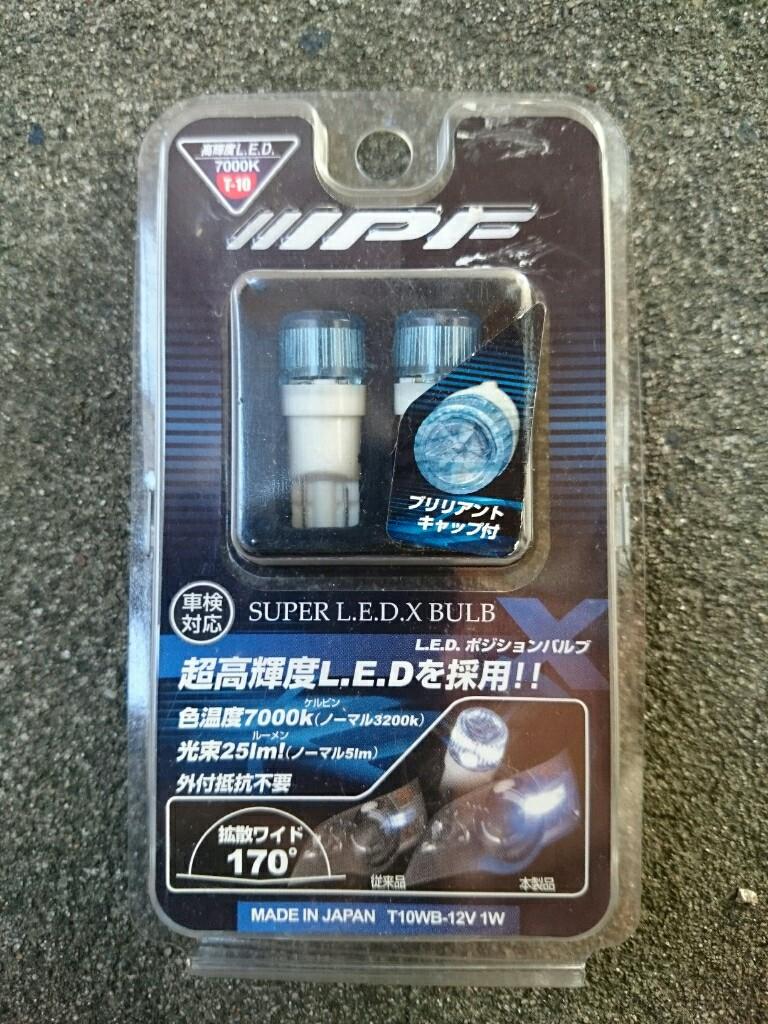 高輝度L.E.D.
7000K
T-10
IPF
ブリリアント
キャップ付
車検
対応
SUPER L.E.D.X BULB
X
L.E.D. ポジションバルブ
超高輝度L.E.Dを採用!!
ケルビン
色温度7000k(ノーマル3200k)
ルーメン
光束25lm!(ノーマル5lm)
外付抵抗不要
拡散ワイド
170°
従来品
本製品
MADE IN JAPAN T10WB-12V 1W